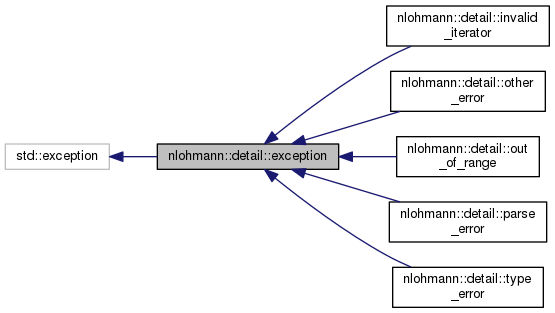 nlohmann::detail::invalid
_iterator
nlohmann::detail::other
_error
std::exception
nlohmann::detail::exception
nlohmann::detail::out
_of_range
nlohmann::detail::parse
_error
nlohmann::detail::type
_error